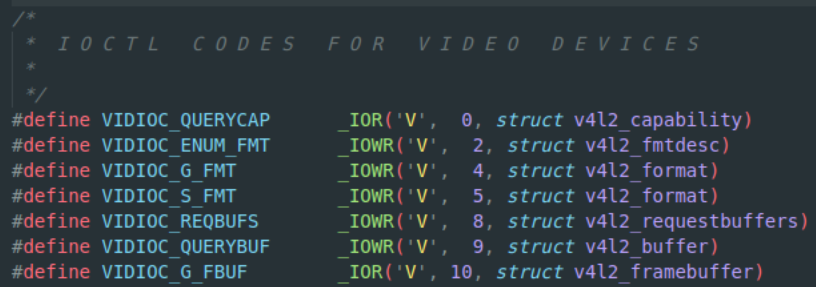 /*
 * I O C T L   C O D E S   F O R   V I D E O   D E V I C E S
 *
 */
#define VIDIOC_QUERYCAP      _IOR('V',  0, struct v4l2_capability)
#define VIDIOC_ENUM_FMT      _IOWR('V',  2, struct v4l2_fmtdesc)
#define VIDIOC_G_FMT         _IOWR('V',  4, struct v4l2_format)
#define VIDIOC_S_FMT         _IOWR('V',  5, struct v4l2_format)
#define VIDIOC_REQBUFS       _IOWR('V',  8, struct v4l2_requestbuffers)
#define VIDIOC_QUERYBUF      _IOWR('V',  9, struct v4l2_buffer)
#define VIDIOC_G_FBUF        _IOR('V', 10, struct v4l2_framebuffer)